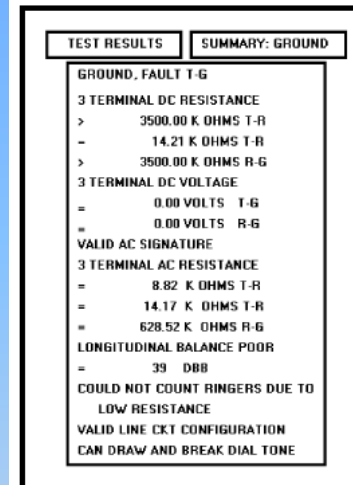 TEST RESULTS SUMMARY: GROUND
GROUND, FAULT T-G
3 TERMINAL DC RESISTANCE
> 3500.00 K OHMS T-R
- 14.21 K OHMS T-R
> 3500.00 K OHMS R-G
3 TERMINAL DC VOLTAGE
= 0.00 VOLTS T-G
= 0.00 VOLTS R-G
VALID AC SIGNATURE
3 TERMINAL AC RESISTANCE
= 8.82 K OHMS T-R
= 14.17 K OHMS T-R
= 628.52 K OHMS R-G
LONGITUDINAL BALANCE POOR
= 39 DBB
COULD NOT COUNT RINGERS DUE TO
LOW RESISTANCE
VALID LINE CKT CONFIGURATION
CAN DRAW AND BREAK DIAL TONE